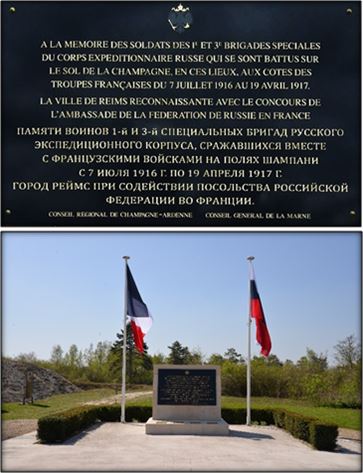 A LA MEMOIRE DES SOLDATS DES 1e ET 3e BRIGADES SPECIALES
DU CORPS EXPEDITIONNAIRE RUSSE QUI SE SONT BATTUS SUR
LE SOL DE LA CHAMPAGNE, EN CES LIEUX, AUX COTES DES
TROUPES FRANÇAISES DU 7 JUILLET 1916 AU 19 AVRIL 1917.
LA VILLE DE REIMS RECONNAISSANTE AVEC LE CONCOURS DE
L'AMBASSADE DE LA FEDERATION DE RUSSIE EN FRANCE
ПАМЯТИ ВОИНОВ 1-й И 3-й СПЕЦИАЛЬНЫХ БРИГАД РУССКОГО
ЭКСПЕДИЦИОННОГО КОРПУСА, СРАЖАВШИХСЯ ВМЕСТЕ
С ФРАНЦУЗСКИМИ ВОЙСКАМИ НА ПОЛЯХ ШАМПАНИ
С 7 ИЮЛЯ 1916 Г. ПО 19 АПРЕЛЯ 1917 Г.
ГОРОД РЕЙМС ПРИ СОДЕЙСТВИИ ПОСОЛЬСТВА РОССИЙСКОЙ
ФЕДЕРАЦИИ ВО ФРАНЦИИ.
CONSEIL REGIONAL DE CHAMPAGNE-ARDENNE CONSEIL GENERAL DE LA MARNE